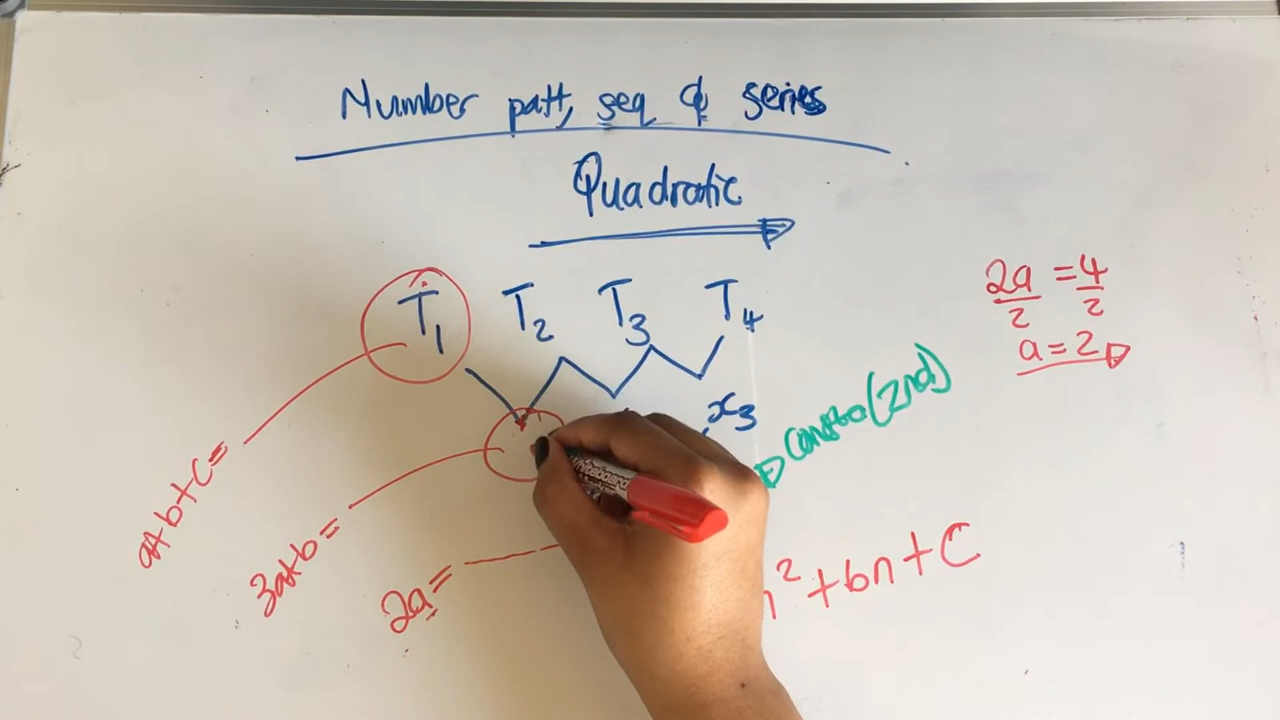 Number patt, seq & series
Quadratic
T1 T2 T3 T4
2a = 4
2 2
a = 2
x3
(2nd)
a+b+c=
3a+b=
2a=
n²+bn+c
whiteboard